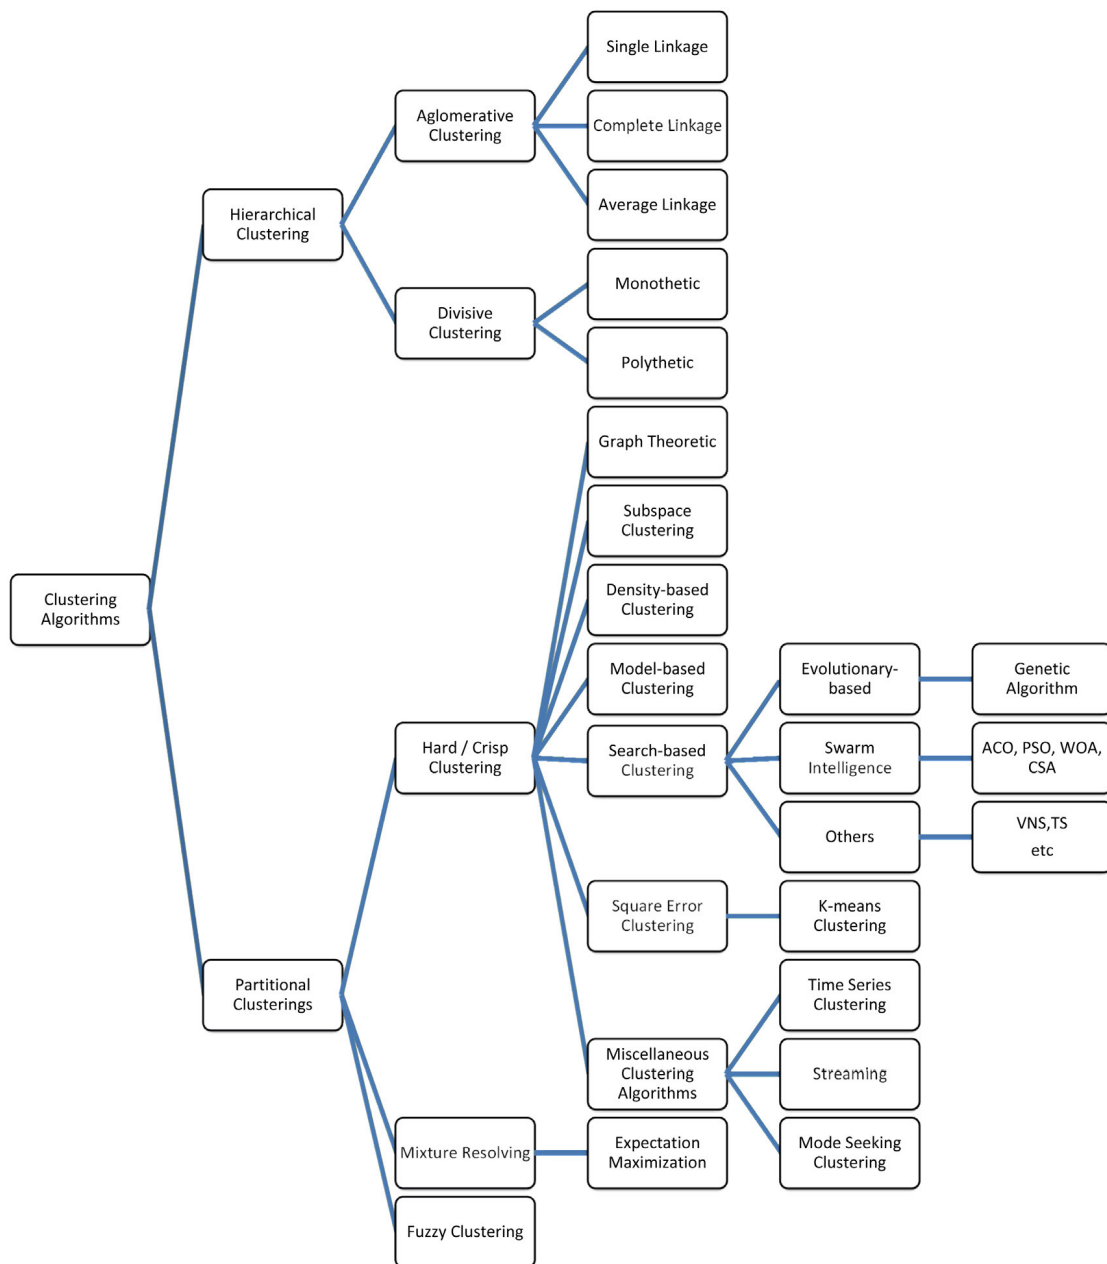 Single Linkage
Aglomerative
Clustering
Complete Linkage
Average Linkage
Hierarchical
Clustering
Monothetic
Divisive
Clustering
Polythetic
Graph Theoretic
Subspace
Clustering
Clustering
Algorithms
Density-based
Clustering
Model-based
Clustering
Evolutionary-
based
Genetic
Algorithm
Hard / Crisp
Clustering
Search-based
Clustering
Swarm
Intelligence
ACO, PSO, WOA,
CSA
Others
VNS,TS
etc
Square Error
Clustering
K-means
Clustering
Partitional
Clusterings
Time Series
Clustering
Miscellaneous
Clustering
Algorithms
Streaming
Mixture Resolving
Expectation
Maximization
Mode Seeking
Clustering
Fuzzy Clustering